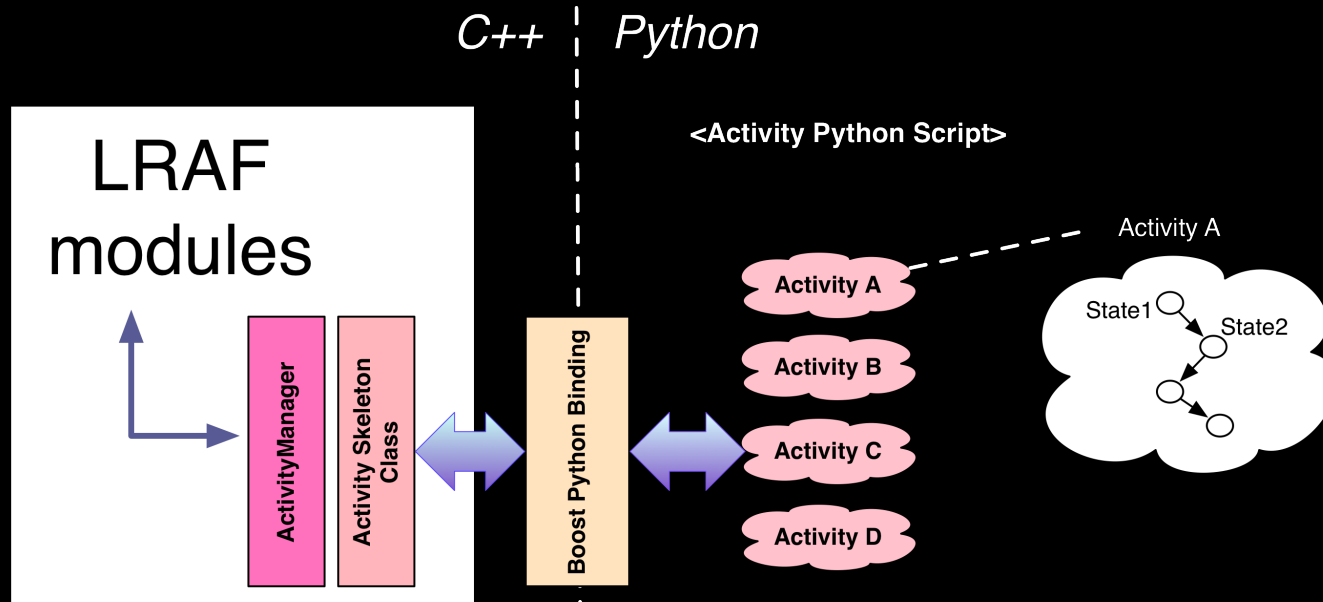 C++
Python
<Activity Python Script>
LRAF
modules
Activity A
State1
State2
ActivityManager
Activity Skeleton
Class
Boost Python Binding
Activity A
Activity B
Activity C
Activity D